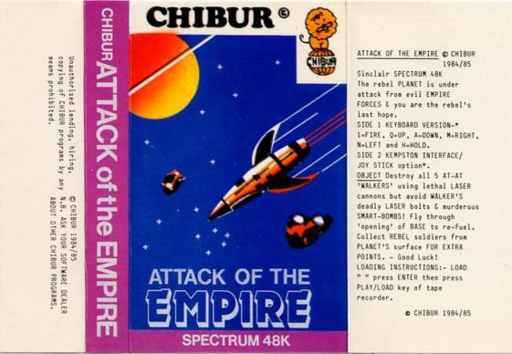 Unauthorised lending, hiring,
copying of CHIBUR programs by any
means prohibited.
© CHIBUR 1984/85
N.B. ASK YOUR SOFTWARE DEALER
ABOUT OTHER CHIBUR PROGRAMS.
CHIBUR ATTACK of the EMPIRE
CHIBUR ©
CHIBUR
ATTACK OF THE
EMPIRE
SPECTRUM 48K
ATTACK OF THE EMPIRE © CHIBUR
1984/85
Sinclair SPECTRUM 48K
The rebel PLANET is under
attack from evil EMPIRE
FORCES & you are the rebel's
last hope.
SIDE 1 KEYBOARD VERSION-*
1-FIRE, Q-UP, A-DOWN, M-RIGHT,
N-LEFT and H-HOLD.
SIDE 2 KEMPSTON INTERFACE/
JOY STICK option*.
OBJECT Destroy all 5 AT-AT
'WALKERS' using lethal LASER
cannons but avoid WALKER'S
deadly LASER bolts & murderous
SMART-BOMBS! Fly through
'opening' of BASE to re-fuel.
Collect REBEL soldiers from
PLANET'S surface FOR EXTRA
POINTS. - Good Luck!
LOADING INSTRUCTIONS:- LOAD
" " press ENTER then press
PLAY/LOAD key of tape
recorder.
© CHIBUR 1984/85